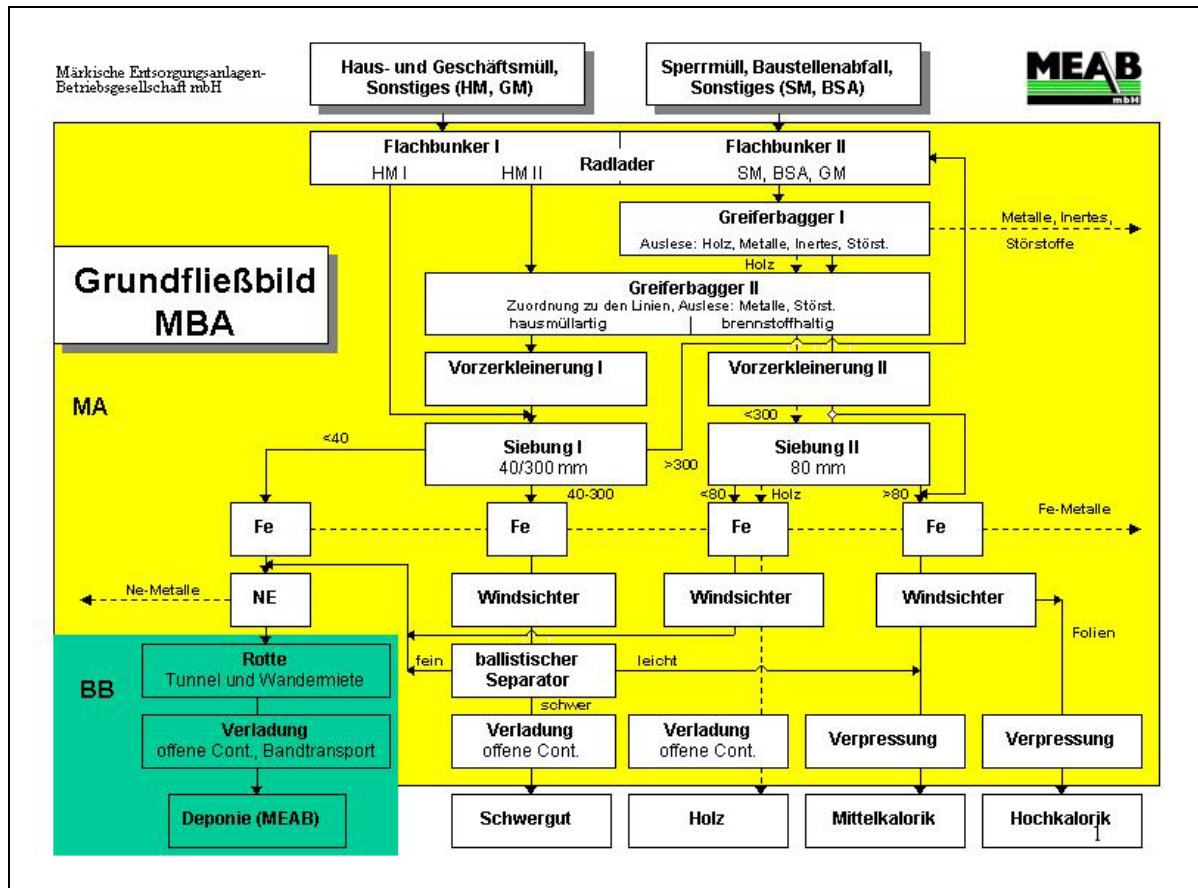 Märkische Entsorgungsanlagen-
Betriebsgesellschaft mbH
Haus- und Geschäftsmüll,
Sonstiges (HM, GM)
Sperrmüll, Baustellenabfall,
Sonstiges (SM, BSA)
MEAB
mbH
Flachbunker I
Radlader
Flachbunker II
HM I
HM II
SM, BSA, GM
Greiferbagger I
Auslese: Holz, Metalle, Inertes, Störst.
Metalle, Inertes,
Störstoffe
Holz
Grundfließbild
MBA
Greiferbagger II
Zuordnung zu den Linien, Auslese: Metalle, Störst.
hausmüllartig
brennstoffhaltig
Vorzerkleinerung I
Vorzerkleinerung II
MA
<300
<40
Siebung I
40/300 mm
>300
Siebung II
80 mm
40-300
<80
Holz
>80
Fe
Fe
Fe
Fe
Fe-Metalle
Ne-Metalle
NE
Windsichter
Windsichter
Windsichter
Folien
BB
Rotte
Tunnel und Wandermiete
fein
ballistischer
Separator
leicht
schwer
Verladung
offene Cont., Bandtransport
Verladung
offene Cont.
Verladung
offene Cont.
Verpressung
Verpressung
Deponie (MEAB)
Schwergut
Holz
Mittelkalorik
Hochkalorik
1